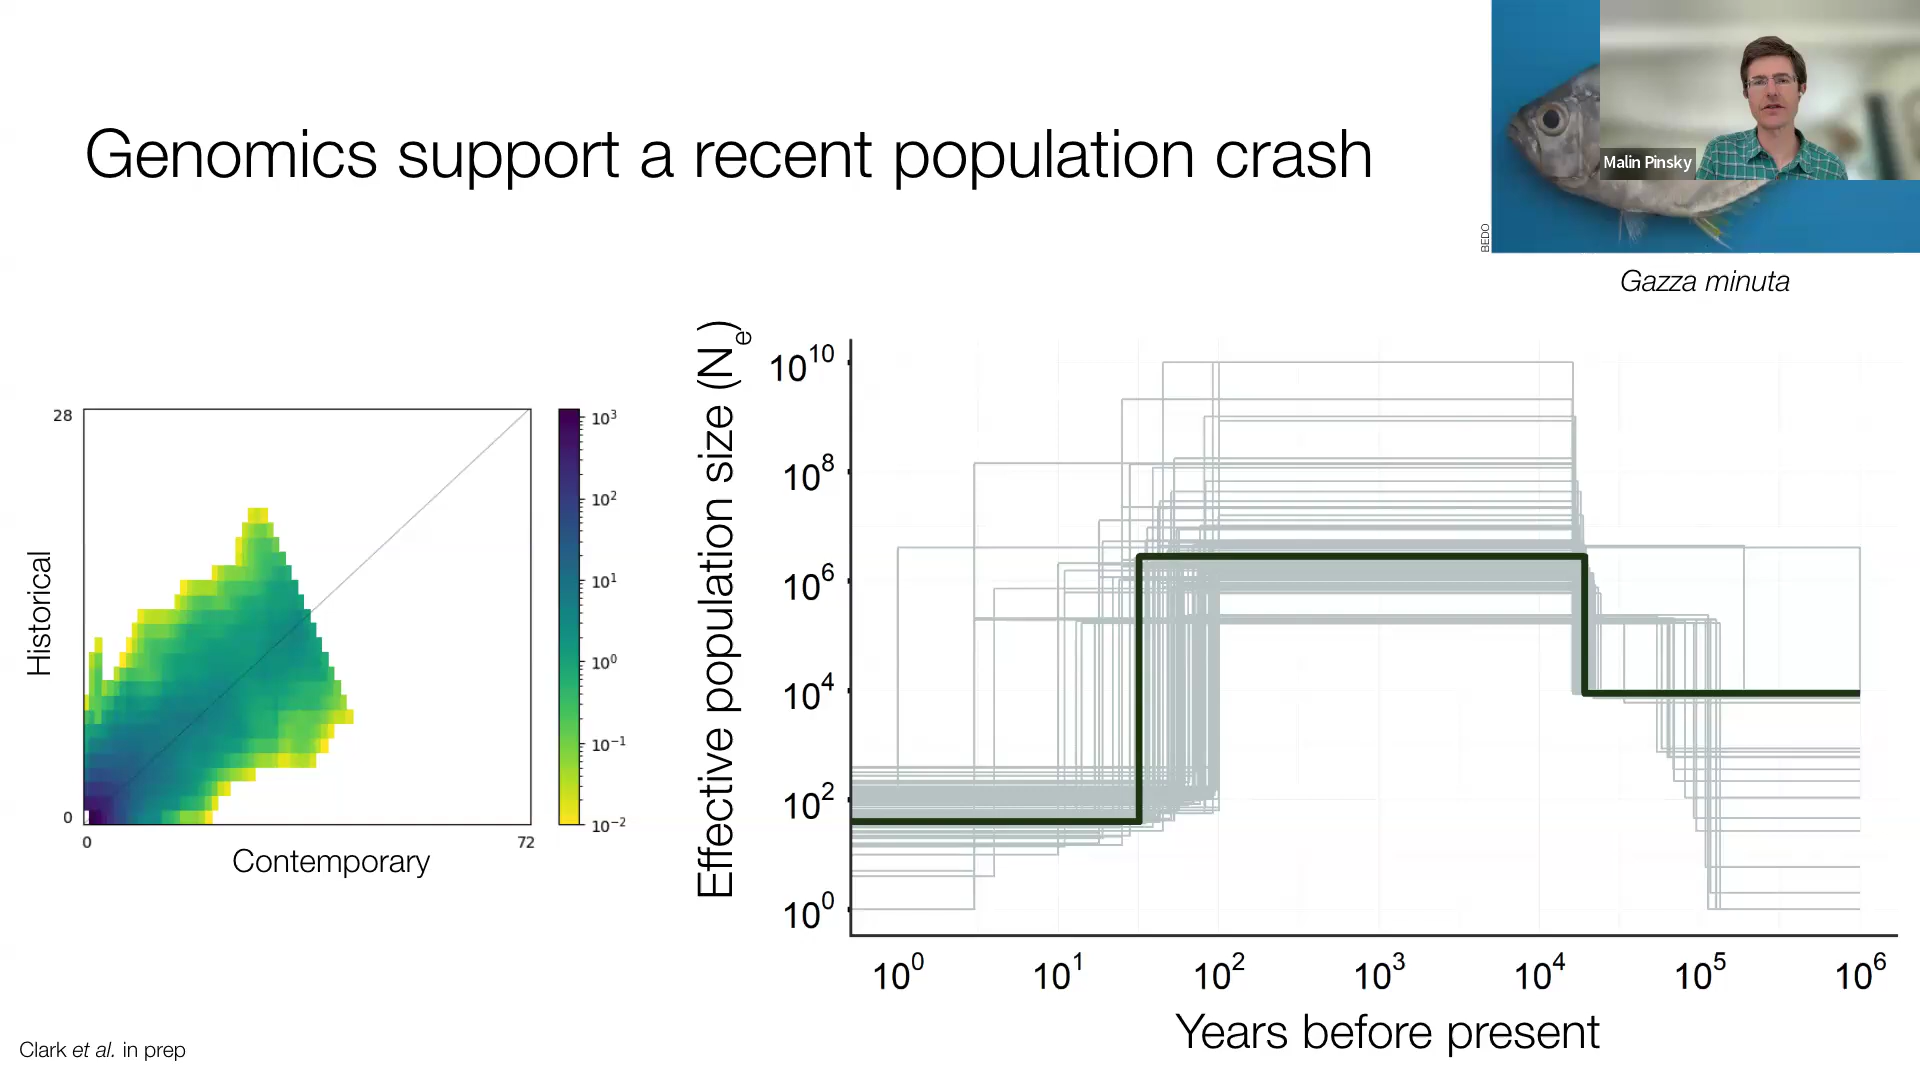 Genomics support a recent population crash
Malin Pinsky
BEDO
Gazza minuta
28
Historical
0
0
72
Contemporary
10³
10²
10¹
10⁰
10⁻¹
10⁻²
Effective population size (Nₑ)
10¹⁰
10⁸
10⁶
10⁴
10²
10⁰
10⁰ 10¹ 10² 10³ 10⁴ 10⁵ 10⁶
Years before present
Clark et al. in prep